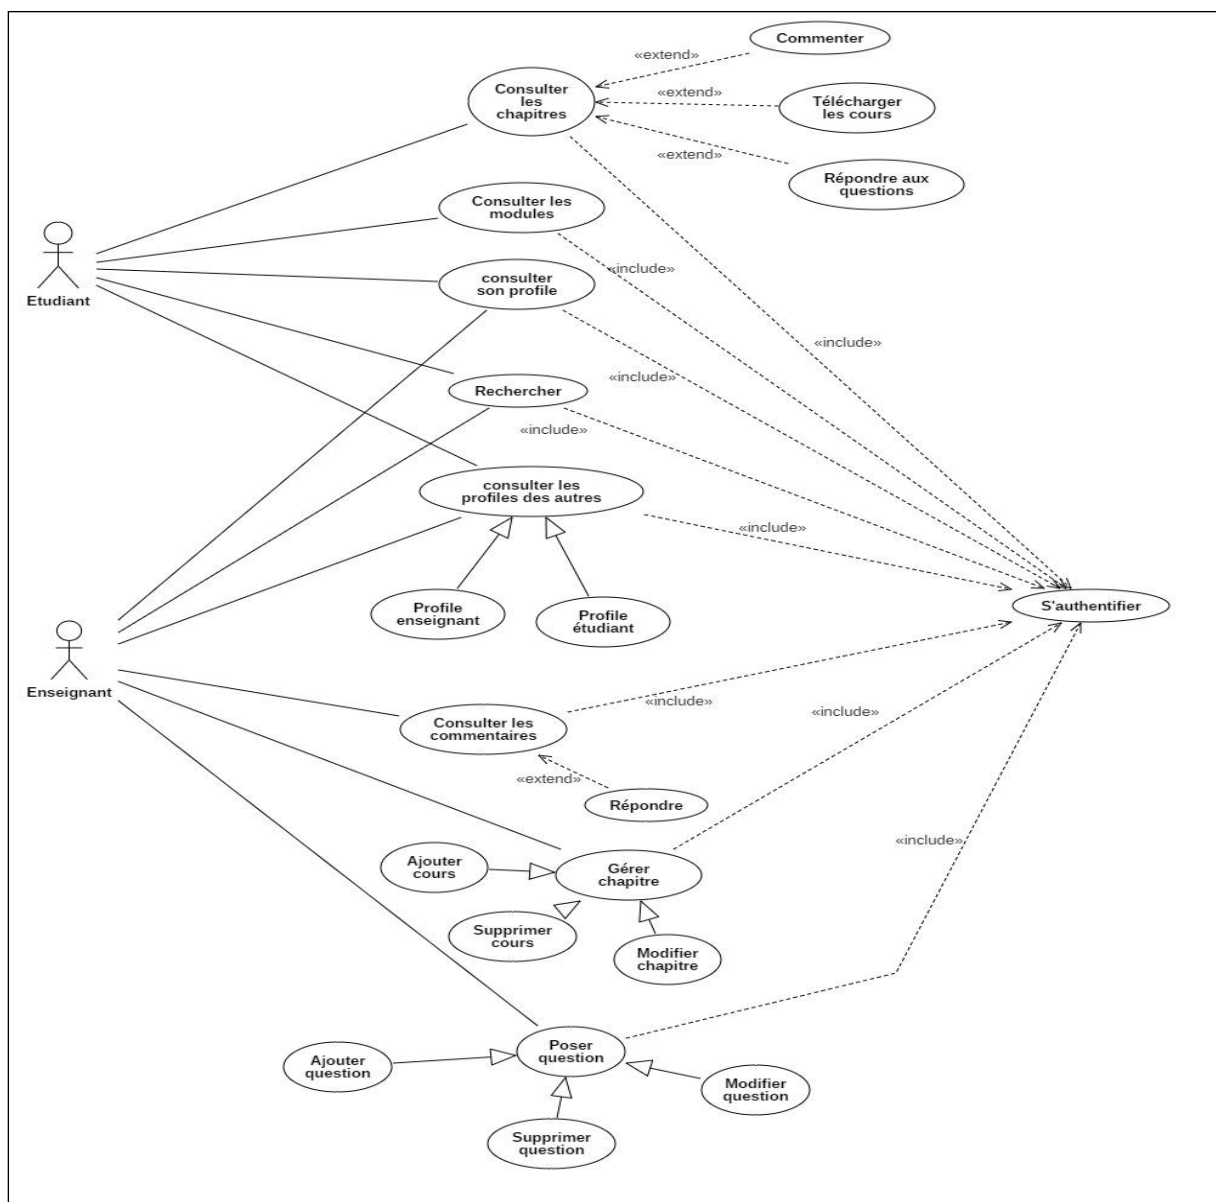 Commenter
«extend»
Consulter
les
chapitres
«extend»
Télécharger
les cours
«extend»
Répondre aux
questions
Consulter les
modules
«include»
Etudiant
consulter
son profile
«include»
«include»
Rechercher
«include»
consulter les
profiles des autres
«include»
Profile
enseignant
Profile
étudiant
S'authentifier
Enseignant
Consulter les
commentaires
«include»
«include»
«extend»
Répondre
«include»
Ajouter
cours
Gérer
chapitre
Supprimer
cours
Modifier
chapitre
Poser
question
Ajouter
question
Modifier
question
Supprimer
question